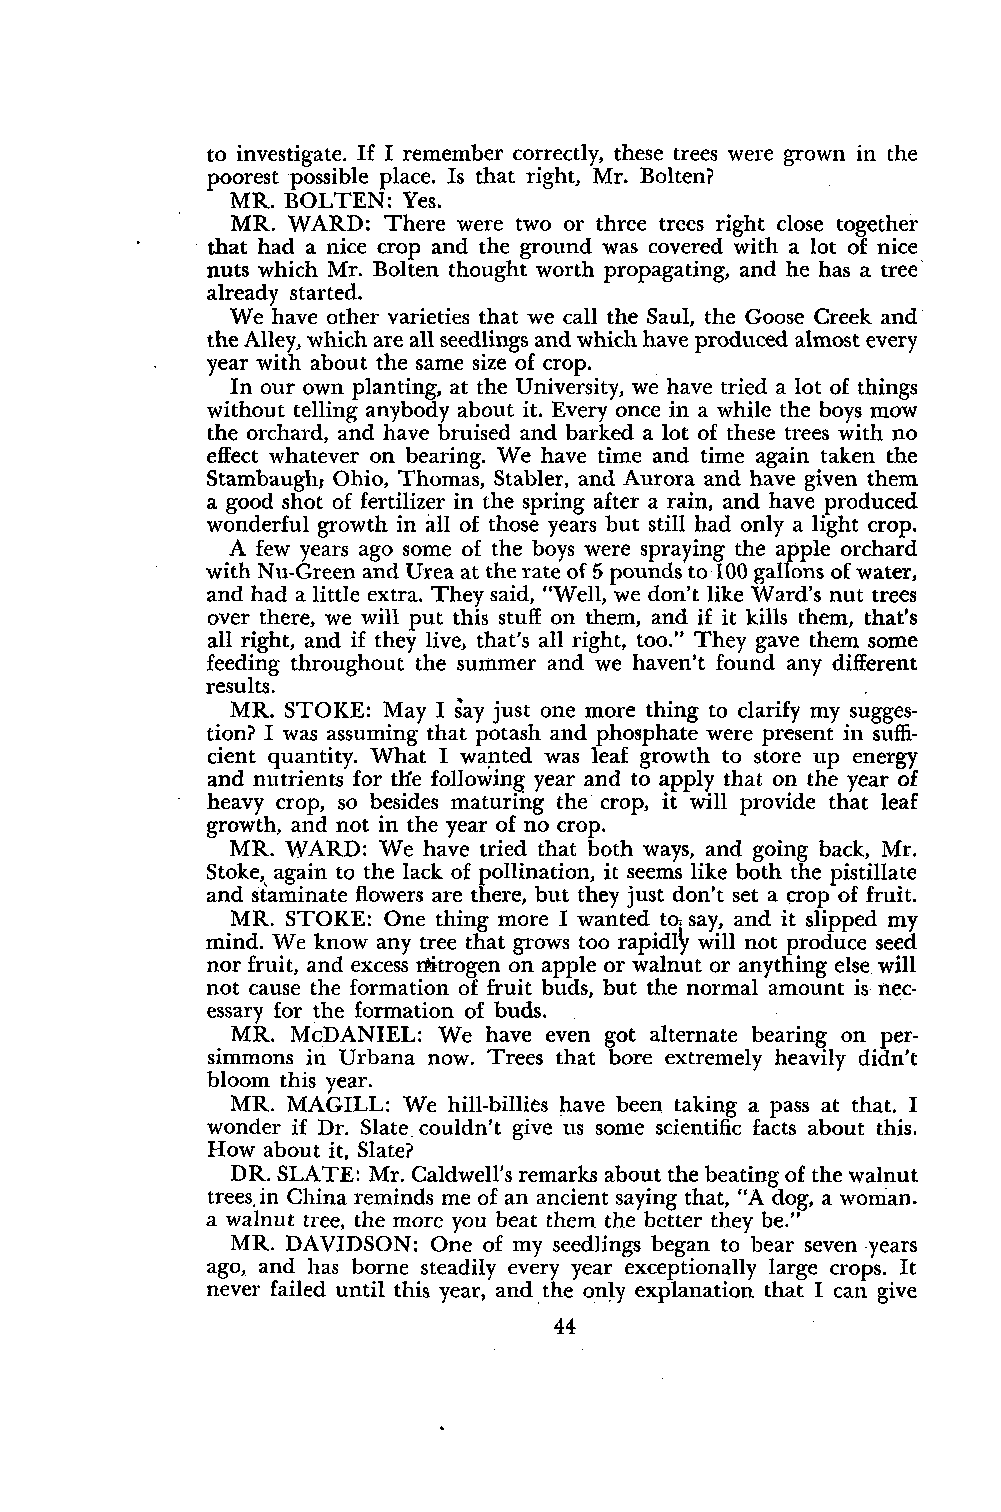 to investigate. If I remember correctly, these trees were grown in the
poorest possible place. Is that right, Mr. Bolten?
MR. BOLTEN: Yes.
MR. WARD: There were two or three trees right close together
that had a nice crop and the ground was covered with a lot of nice
nuts which Mr. Bolten thought worth propagating, and he has a tree
already started.
We have other varieties that we call the Saul, the Goose Creek and
the Alley, which are all seedlings and which have produced almost every
year with about the same size of crop.
In our own planting, at the University, we have tried a lot of things
without telling anybody about it. Every once in a while the boys mow
the orchard, and have bruised and barked a lot of these trees with no
effect whatever on bearing. We have time and time again taken the
Stambaugh, Ohio, Thomas, Stabler, and Aurora and have given them
a good shot of fertilizer in the spring after a rain, and have produced
wonderful growth in all of those years but still had only a light crop.
A few years ago some of the boys were spraying the apple orchard
with Nu-Green and Urea at the rate of 5 pounds to 100 gallons of water,
and had a little extra. They said, "Well, we don't like Ward's nut trees
over there, we will put this stuff on them, and if it kills them, that's
all right, and if they live, that's all right, too." They gave them some
feeding throughout the summer and we haven't found any different
results.
MR. STOKE: May I say just one more thing to clarify my sugges-
tion? I was assuming that potash and phosphate were present in suffi-
cient quantity. What I wanted was leaf growth to store up energy
and nutrients for the following year and to apply that on the year of
heavy crop, so besides maturing the crop, it will provide that leaf
growth, and not in the year of no crop.
MR. WARD: We have tried that both ways, and going back, Mr.
Stoke, again to the lack of pollination, it seems like both the pistillate
and staminate flowers are there, but they just don't set a crop of fruit.
MR. STOKE: One thing more I wanted to say, and it slipped my
mind. We know any tree that grows too rapidly will not produce seed
nor fruit, and excess nitrogen on apple or walnut or anything else will
not cause the formation of fruit buds, but the normal amount is nec-
essary for the formation of buds.
MR. McDANIEL: We have even got alternate bearing on per-
simmons in Urbana now. Trees that bore extremely heavily didn't
bloom this year.
MR. MAGILL: We hill-billies have been taking a pass at that. I
wonder if Dr. Slate couldn't give us some scientific facts about this.
How about it, Slate?
DR. SLATE: Mr. Caldwell's remarks about the beating of the walnut
trees in China reminds me of an ancient saying that, "A dog, a woman.
a walnut tree, the more you beat them the better they be."
MR. DAVIDSON: One of my seedlings began to bear seven years
ago, and has borne steadily every year exceptionally large crops. It
never failed until this year, and the only explanation that I can give
44